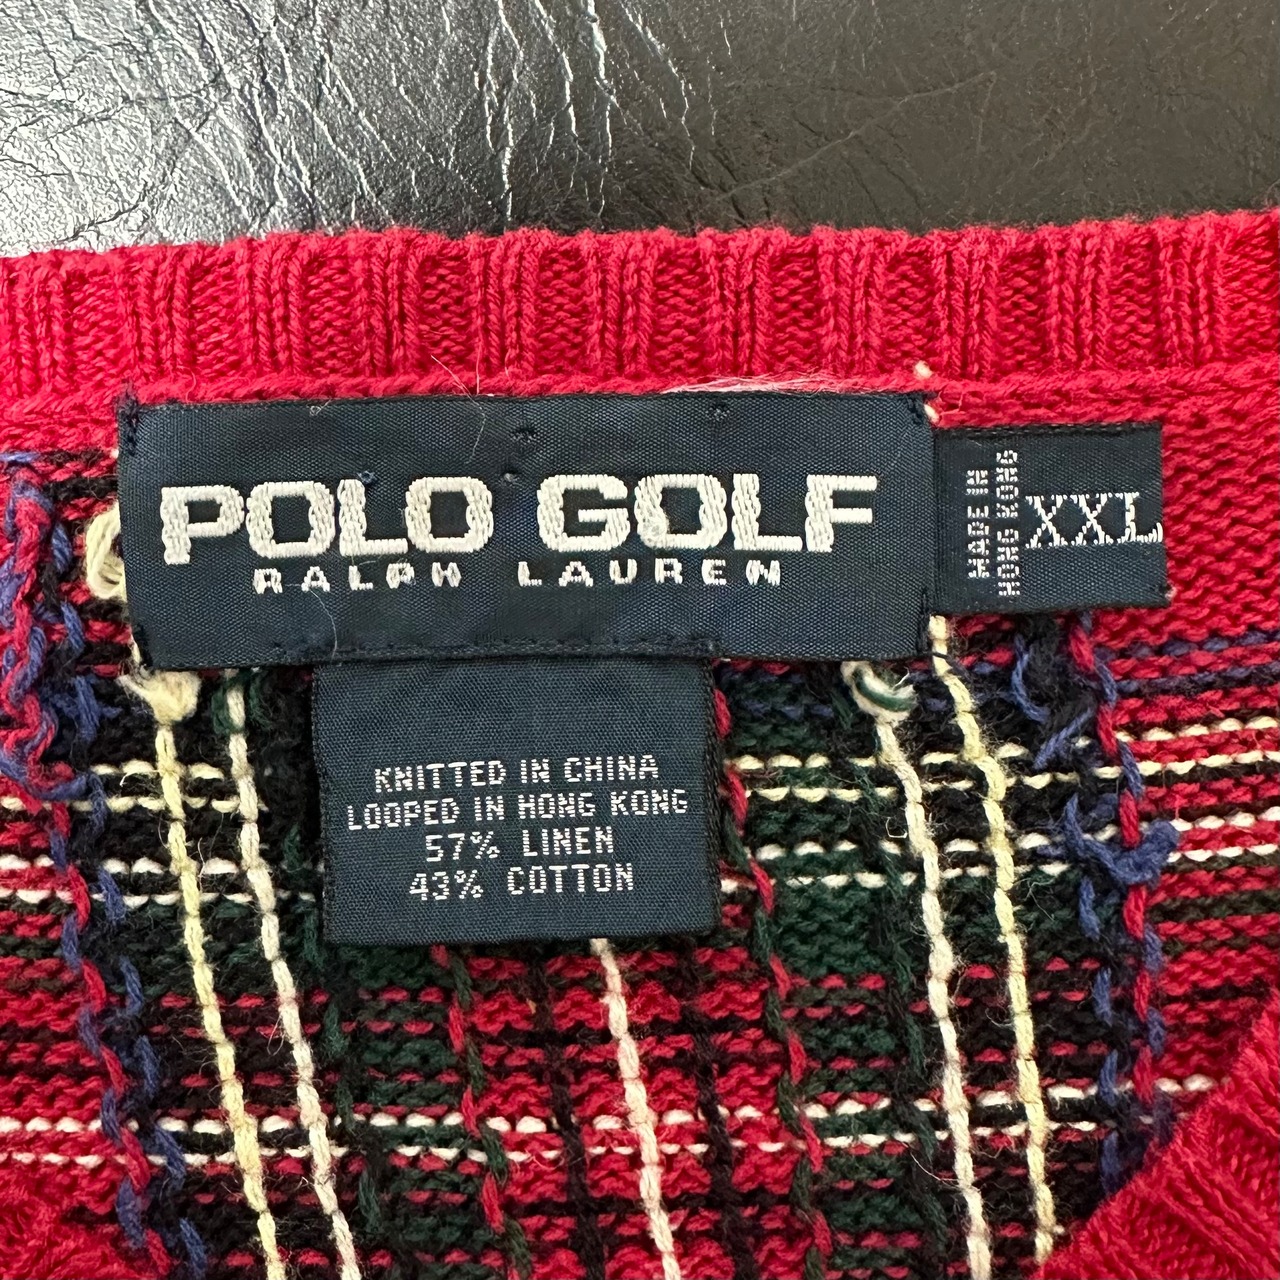 POLO GOLF
RALPH LAUREN
MADE IN
HONG KONG
XXL
KNITTED IN CHINA
LOOPED IN HONG KONG
57% LINEN
43% COTTON